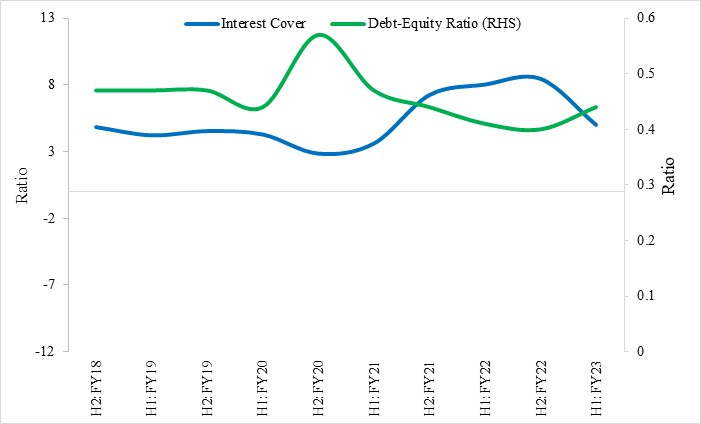 Interest Cover
Debt-Equity Ratio (RHS)
13
8
3
-2
-7
-12
Ratio
0.6
0.5
0.4
0.3
0.2
0.1
0
Ratio
H2:FY18
H1:FY19
H2:FY19
H1:FY20
H2:FY20
H1:FY21
H2:FY21
H1:FY22
H2:FY22
H1:FY23